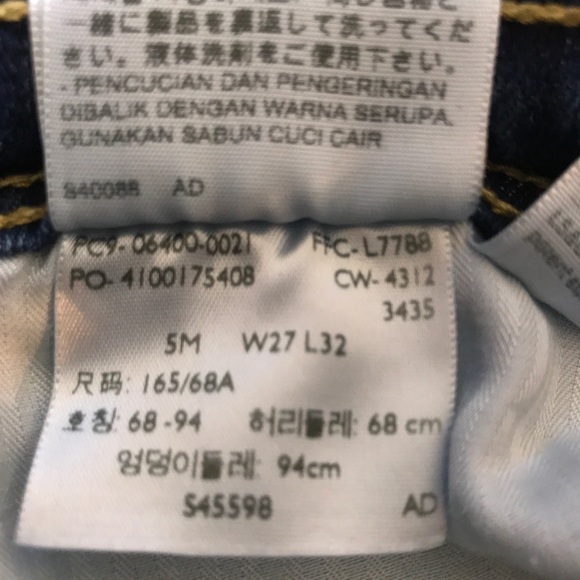 一緒に製品を裏返して洗ってくだ
さい。液体洗剤をご使用下さい。
- PENCUCIAN DAN PENGERINGAN
DIBALIK DENGAN WARNA SERUPA.
GUNAKAN SABUN CUCI CAIR
S40088 AD
PC9- 06400-0021 FFC- L7788
PO- 4100175408 CW- 4312
3435
5M W27 L32
尺码: 165/68A
호칭: 68 -94 허리둘레: 68 cm
엉덩이둘레: 94cm
S45598 AD